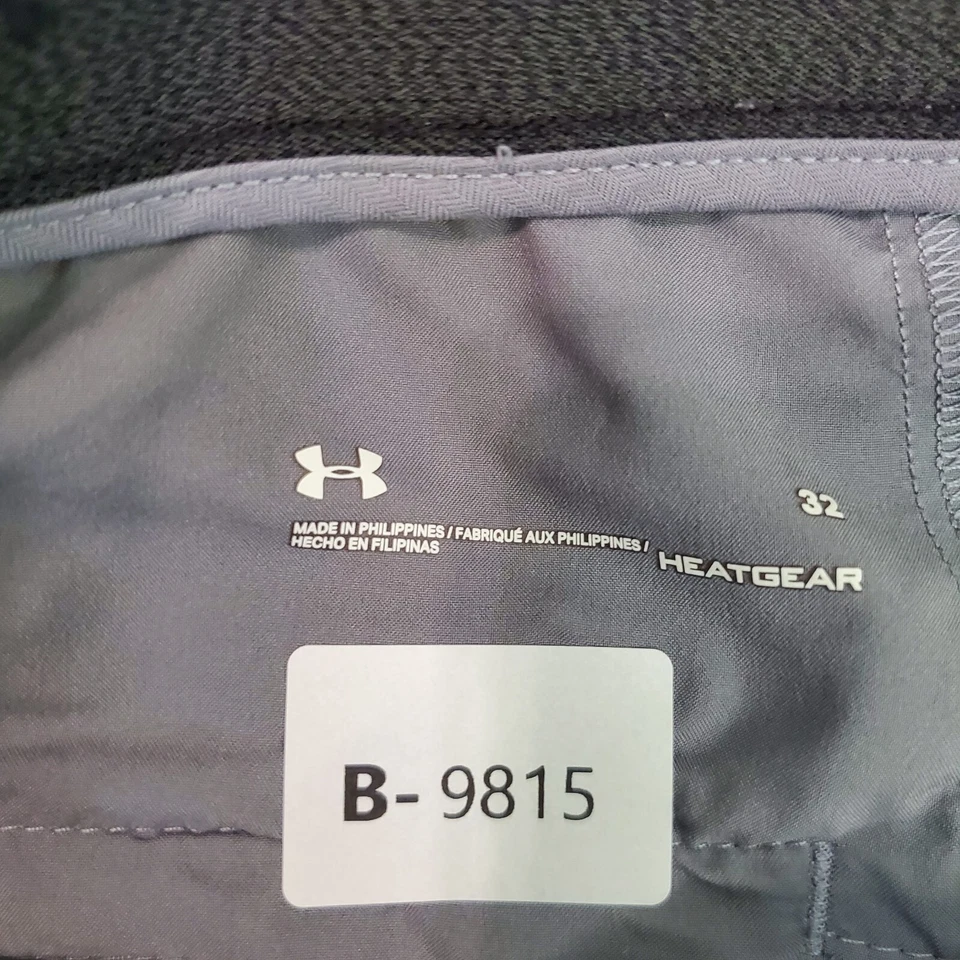 32
MADE IN PHILIPPINES / FABRIQUÉ AUX PHILIPPINES /
HECHO EN FILIPINAS
HEATGEAR
B- 9815